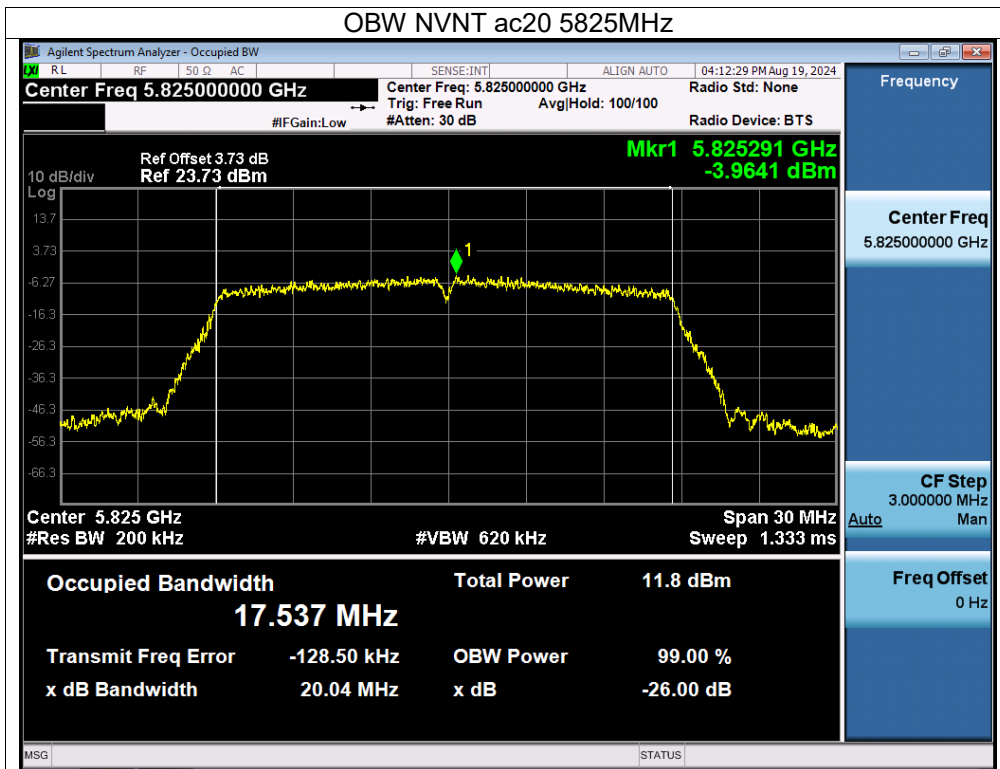 OBW NVNT ac20 5825MHz
Agilent Spectrum Analyzer - Occupied BW
LXI RL RF 50 Ω AC SENSE:INT ALIGN AUTO 04:12:29 PM Aug 19, 2024
Center Freq 5.825000000 GHz
Center Freq: 5.825000000 GHz
Radio Std: None
Trig: Free Run Avg|Hold: 100/100
#IFGain:Low #Atten: 30 dB Radio Device: BTS
Frequency
Mkr1 5.825291 GHz
-3.9641 dBm
Ref Offset 3.73 dB
10 dB/div Ref 23.73 dBm
Log
13.7
3.73
-6.27
-16.3
-26.3
-36.3
-46.3
-56.3
-66.3
1
Center 5.825 GHz Span 30 MHz
#Res BW 200 kHz #VBW 620 kHz Sweep 1.333 ms
Center Freq
5.825000000 GHz
CF Step
3.000000 MHz
Auto Man
Freq Offset
0 Hz
Occupied Bandwidth Total Power 11.8 dBm
17.537 MHz
Transmit Freq Error -128.50 kHz OBW Power 99.00 %
x dB Bandwidth 20.04 MHz x dB -26.00 dB
MSG STATUS